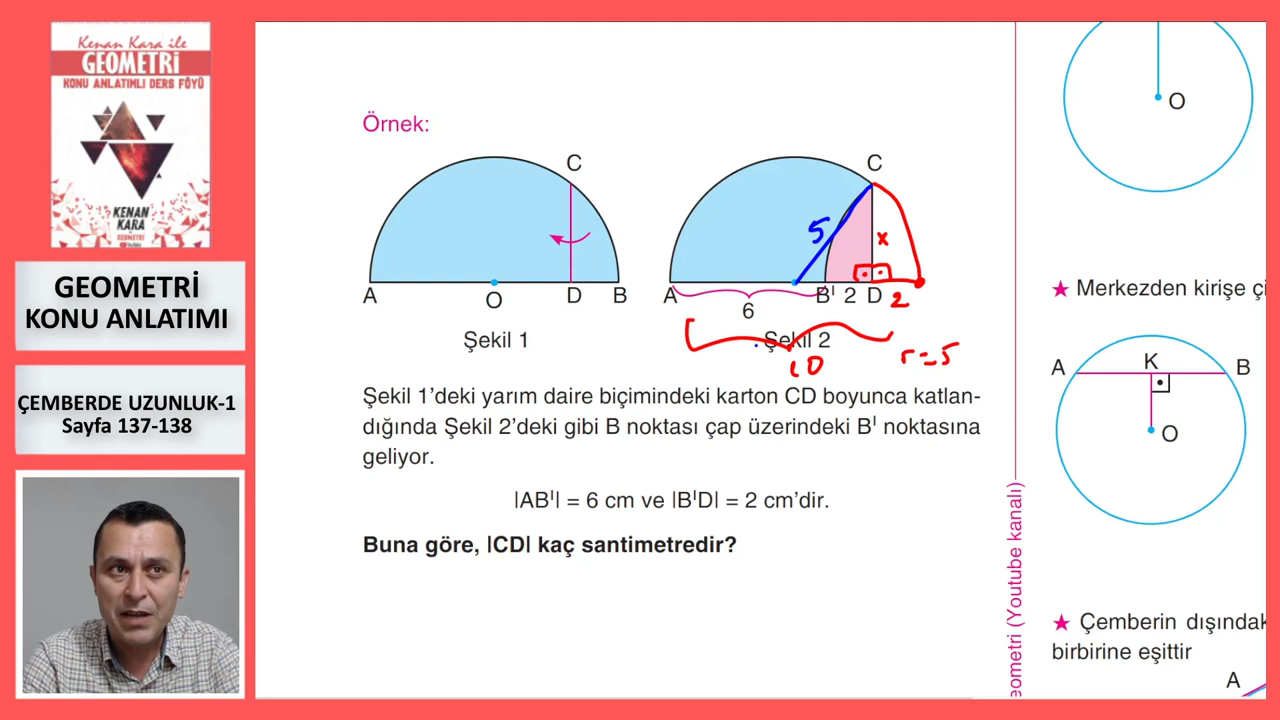 Kenan Kara ile
GEOMETRİ
KONU ANLATIMLI DERS FÖYÜ
KENAN
KARA
GEOMETRİ KONU ANLATIMI
ÇEMBERDE UZUNLUK-1
Sayfa 137-138
Örnek:
C
A
O
D
B
Şekil 1
C
5
x
A
B' 2 D
2
6
Şekil 2
10
r=5
Şekil 1'deki yarım daire biçimindeki karton CD boyunca katlan-
dığında Şekil 2'deki gibi B noktası çap üzerindeki B' noktasına
geliyor.
|AB'| = 6 cm ve |B'D| = 2 cm'dir.
Buna göre, |CD| kaç santimetredir?
eometri (Youtube kanalı)
O
★ Merkezden kirişe çi
A
K
B
O
★ Çemberin dışındak
birbirine eşittir
A